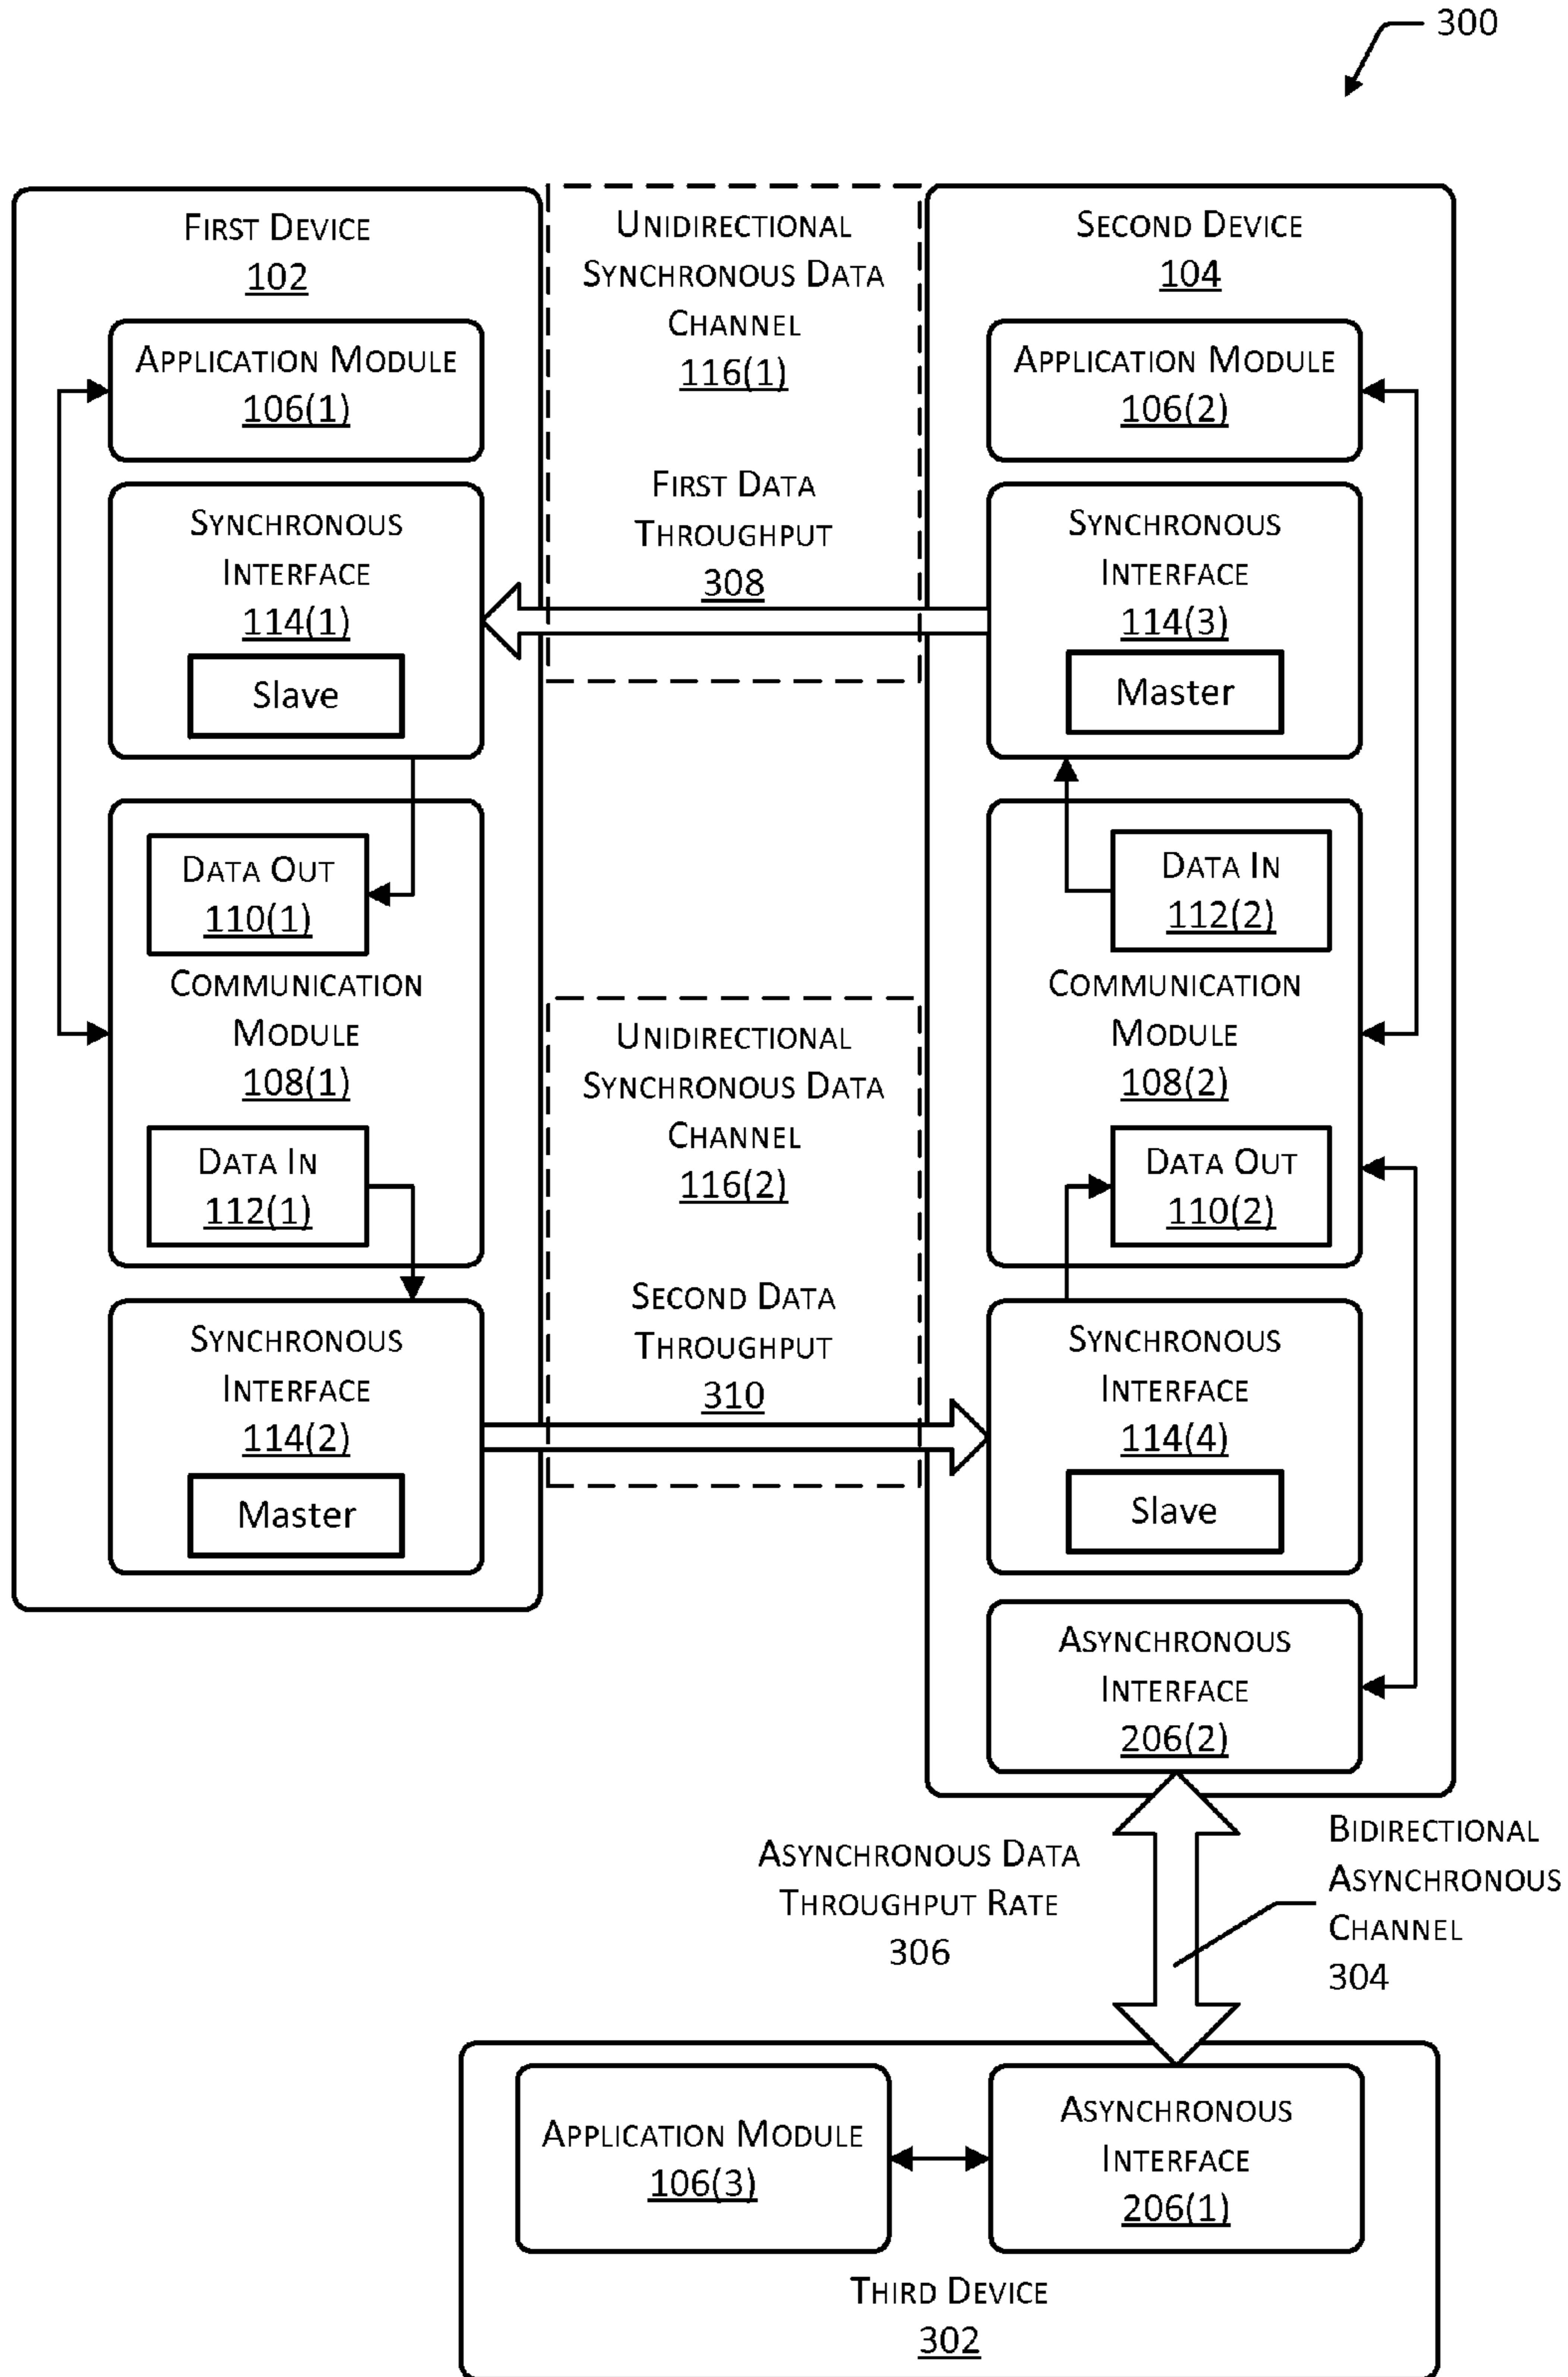 300
FIRST DEVICE
102
APPLICATION MODULE
106(1)
SYNCHRONOUS
INTERFACE
114(1)
Slave
DATA OUT
110(1)
COMMUNICATION
MODULE
108(1)
DATA IN
112(1)
SYNCHRONOUS
INTERFACE
114(2)
Master
UNIDIRECTIONAL
SYNCHRONOUS DATA
CHANNEL
116(1)
FIRST DATA
THROUGHPUT
308
UNIDIRECTIONAL
SYNCHRONOUS DATA
CHANNEL
116(2)
SECOND DATA
THROUGHPUT
310
SECOND DEVICE
104
APPLICATION MODULE
106(2)
SYNCHRONOUS
INTERFACE
114(3)
Master
DATA IN
112(2)
COMMUNICATION
MODULE
108(2)
DATA OUT
110(2)
SYNCHRONOUS
INTERFACE
114(4)
Slave
ASYNCHRONOUS
INTERFACE
206(2)
ASYNCHRONOUS DATA
THROUGHPUT RATE
306
BIDIRECTIONAL
ASYNCHRONOUS
CHANNEL
304
APPLICATION MODULE
106(3)
ASYNCHRONOUS
INTERFACE
206(1)
THIRD DEVICE
302